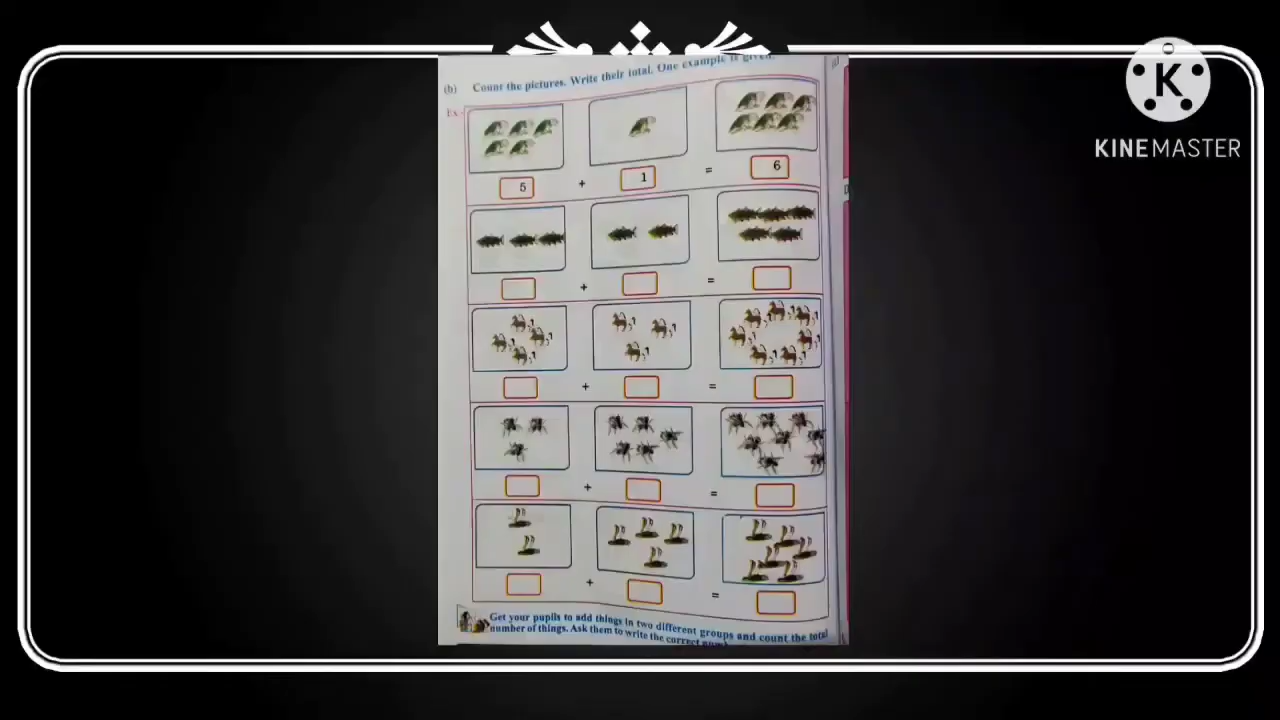 (b) Count the pictures. Write their total. One example is given.
Ex.
5 + 1 = 6
+ =
+ =
+ =
+ =
Get your pupils to add things in two different groups and count the total
number of things. Ask them to write the correct
K
KINEMASTER